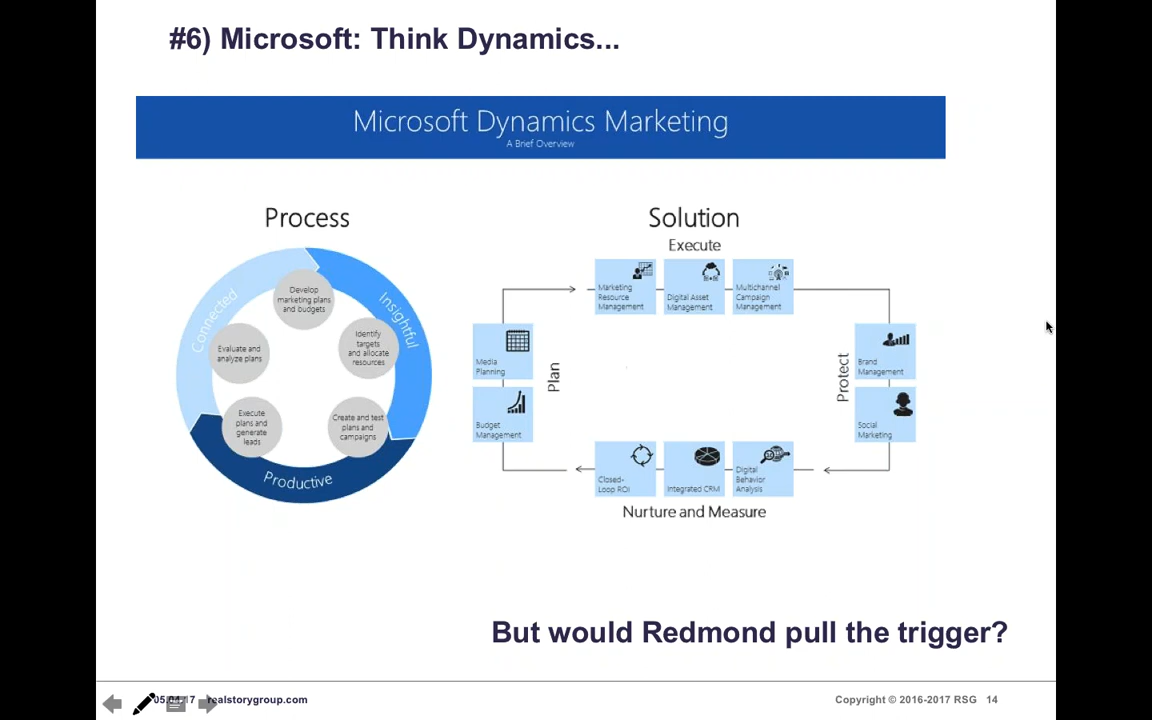 #6) Microsoft: Think Dynamics...
Microsoft Dynamics Marketing
A Brief Overview
Process
Connected
Insightful
Productive
Develop
marketing plans
and budgets
Identify
targets
and allocate
resources
Create and test
plans and
campaigns
Execute
plans and
generate
leads
Evaluate and
analyze plans
Solution
Execute
Marketing
Resource
Management
Digital Asset
Management
Multichannel
Campaign
Management
Media
Planning
Budget
Management
Plan
Protect
Brand
Management
Social
Marketing
Closed-
Loop ROI
Integrated CRM
Digital
Behavior
Analysis
Nurture and Measure
But would Redmond pull the trigger?
realstorygroup.com
Copyright © 2016-2017 RSG 14